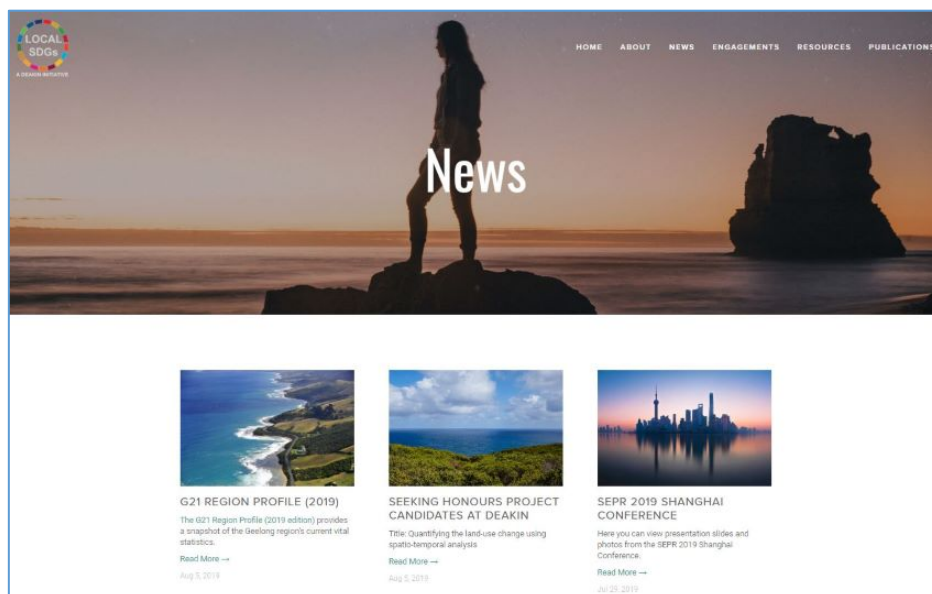 LOCAL
SDGs
A DEAKIN INITIATIVE
HOME ABOUT NEWS ENGAGEMENTS RESOURCES PUBLICATIONS
News
G21 REGION PROFILE (2019)
The G21 Region Profile (2019 edition) provides
a snapshot of the Geelong region's current vital
statistics.
Read More →
Aug 5, 2019
SEEKING HONOURS PROJECT
CANDIDATES AT DEAKIN
Title: Quantifying the land-use change using
spatio-temporal analysis
Read More →
Aug 5, 2019
SEPR 2019 SHANGHAI
CONFERENCE
Here you can view presentation slides and
photos from the SEPR 2019 Shanghai
Conference.
Read More →
Jul 29, 2019